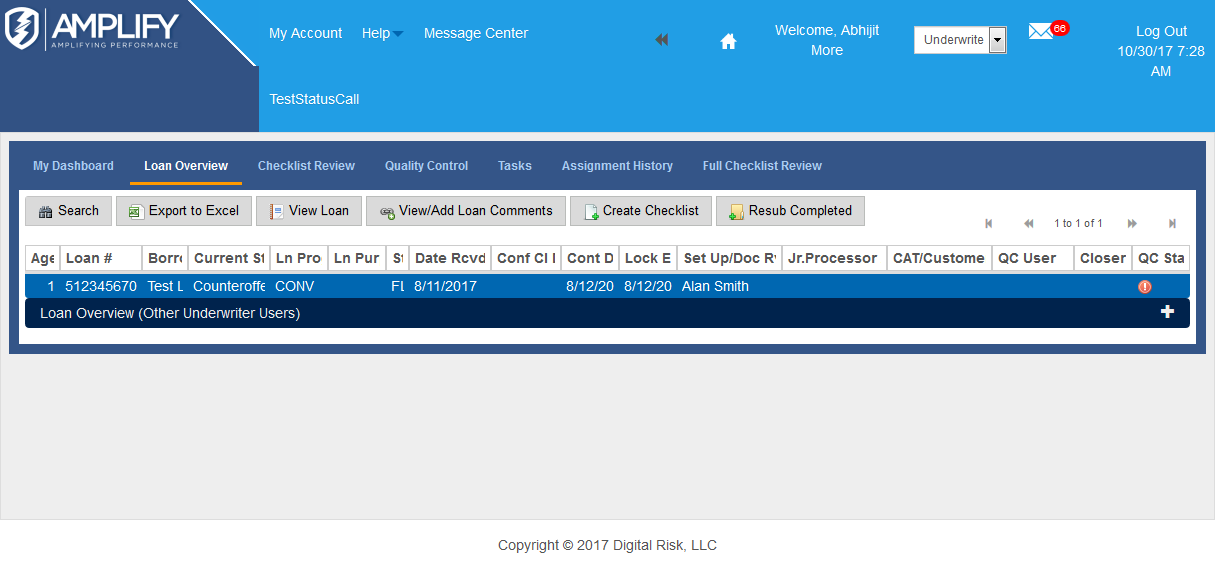 AMPLIFY
AMPLIFYING PERFORMANCE
My Account Help Message Center
Welcome, Abhijit
More
Underwrite
66
Log Out
10/30/17 7:28
AM
TestStatusCall
My Dashboard Loan Overview Checklist Review Quality Control Tasks Assignment History Full Checklist Review
Search Export to Excel View Loan View/Add Loan Comments Create Checklist Resub Completed
1 to 1 of 1
Age Loan # Borr Current St Ln Pro Ln Pur St Date Rcvd Conf Cl Cont D Lock E Set Up/Doc Jr.Processor CAT/Custome QC User Closer QC Sta
1 512345670 Test L Counteroffe CONV FL 8/11/2017 8/12/20 8/12/20 Alan Smith
Loan Overview (Other Underwriter Users)
Copyright © 2017 Digital Risk, LLC